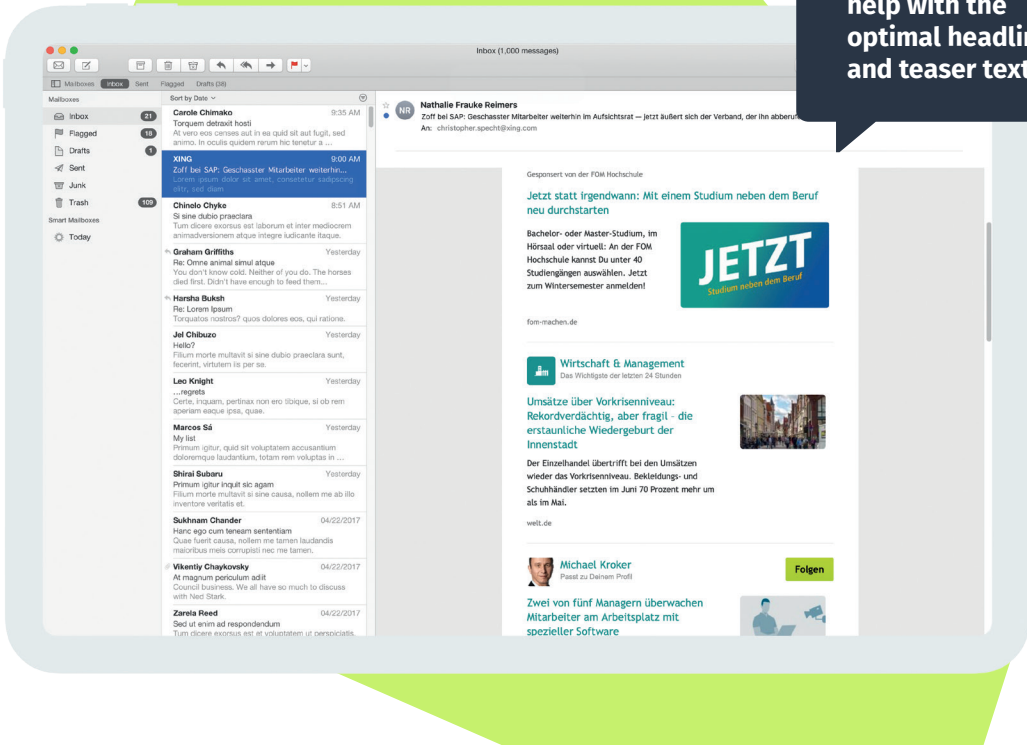 help with the
optimal headlin
and teaser text
Inbox (1,000 messages)
Mailboxes Inbox Sent Flagged Drafts (38)
Mailboxes
Inbox 21
Flagged 18
Drafts 1
Sent
Junk
Trash 109
Smart Mailboxes
Today
Sort by Date
Carole Chimako 9:35 AM
Torquem detraxit hosti
At vero eos censes aut in ea quid sit aut fugit, sed
animo. In oculis quidem rerum hic tenetur a ...
XING 9:00 AM
Zoff bei SAP: Geschasster Mitarbeiter weiterhin...
Lorem ipsum dolor sit amet, consetetur sadipscing
elitr, sed diam
Chinelo Chyke 8:51 AM
Si sine dubio praeclara
Tum dicere exorsus est laborum et inter mediocrem
animadversionem atque integre iudicante itaque.
Graham Griffiths Yesterday
Re: Omne animal simul atque
You don't know cold. Neither of you do. The horses
died first. Didn't have enough to feed them...
Harsha Buksh Yesterday
Re: Lorem Ipsum
Torquatos nostros? quos dolores eos, qui ratione.
Jel Chibuzo Yesterday
Hello?
Filium morte multavit si sine dubio praeclara sunt,
fecerint, virtutem iis per se.
Leo Knight Yesterday
...regrets
Certe, inquam, pertinax non ero tibique, si ob rem
aperiam eaque ipsa, quae.
Marcos Sá Yesterday
My list
Primum igitur, quid sit voluptatem accusantium
doloremque laudantium, totam rem voluptas in ...
Shirai Subaru Yesterday
Primum igitur inquit sic agam
Filium morte multavit si sine causa, nollem me ab illo
inventore veritatis et.
Sukhnam Chander 04/22/2017
Hanc ego cum teneam sententiam
Quae fuerit causa, nollem me tamen laudandis
maioribus meis corrupisti nec me tamen.
Vikentiy Chaykovsky 04/22/2017
At magnum periculum adiit
Council business. We all have so much to discuss
with Ned Stark.
Zarela Reed 04/22/2017
Sed ut enim ad respondendum
Tum dicere exorsus est et voluptatem ut perspiciatis,
NR
Nathalie Frauke Reimers
Zoff bei SAP: Geschasster Mitarbeiter weiterhin im Aufsichtsrat — jetzt äußert sich der Verband, der ihn abberuf
An: christopher.specht@xing.com
Gesponsert von der FOM Hochschule
Jetzt statt irgendwann: Mit einem Studium neben dem Beruf
neu durchstarten
Bachelor- oder Master-Studium, im
Hörsaal oder virtuell: An der FOM
Hochschule kannst Du unter 40
Studiengängen auswählen. Jetzt
zum Wintersemester anmelden!
JETZT
Studium neben dem Beruf
fom-machen.de
Wirtschaft & Management
Das Wichtigste der letzten 24 Stunden
Umsätze über Vorkrisenniveau:
Rekordverdächtig, aber fragil – die
erstaunliche Wiedergeburt der
Innenstadt
Der Einzelhandel übertrifft bei den Umsätzen
wieder das Vorkrisenniveau. Bekleidungs- und
Schuhhändler setzten im Juni 70 Prozent mehr um
als im Mai.
welt.de
Michael Kroker
Passt zu Deinem Profil
Folgen
Zwei von fünf Managern überwachen
Mitarbeiter am Arbeitsplatz mit
spezieller Software